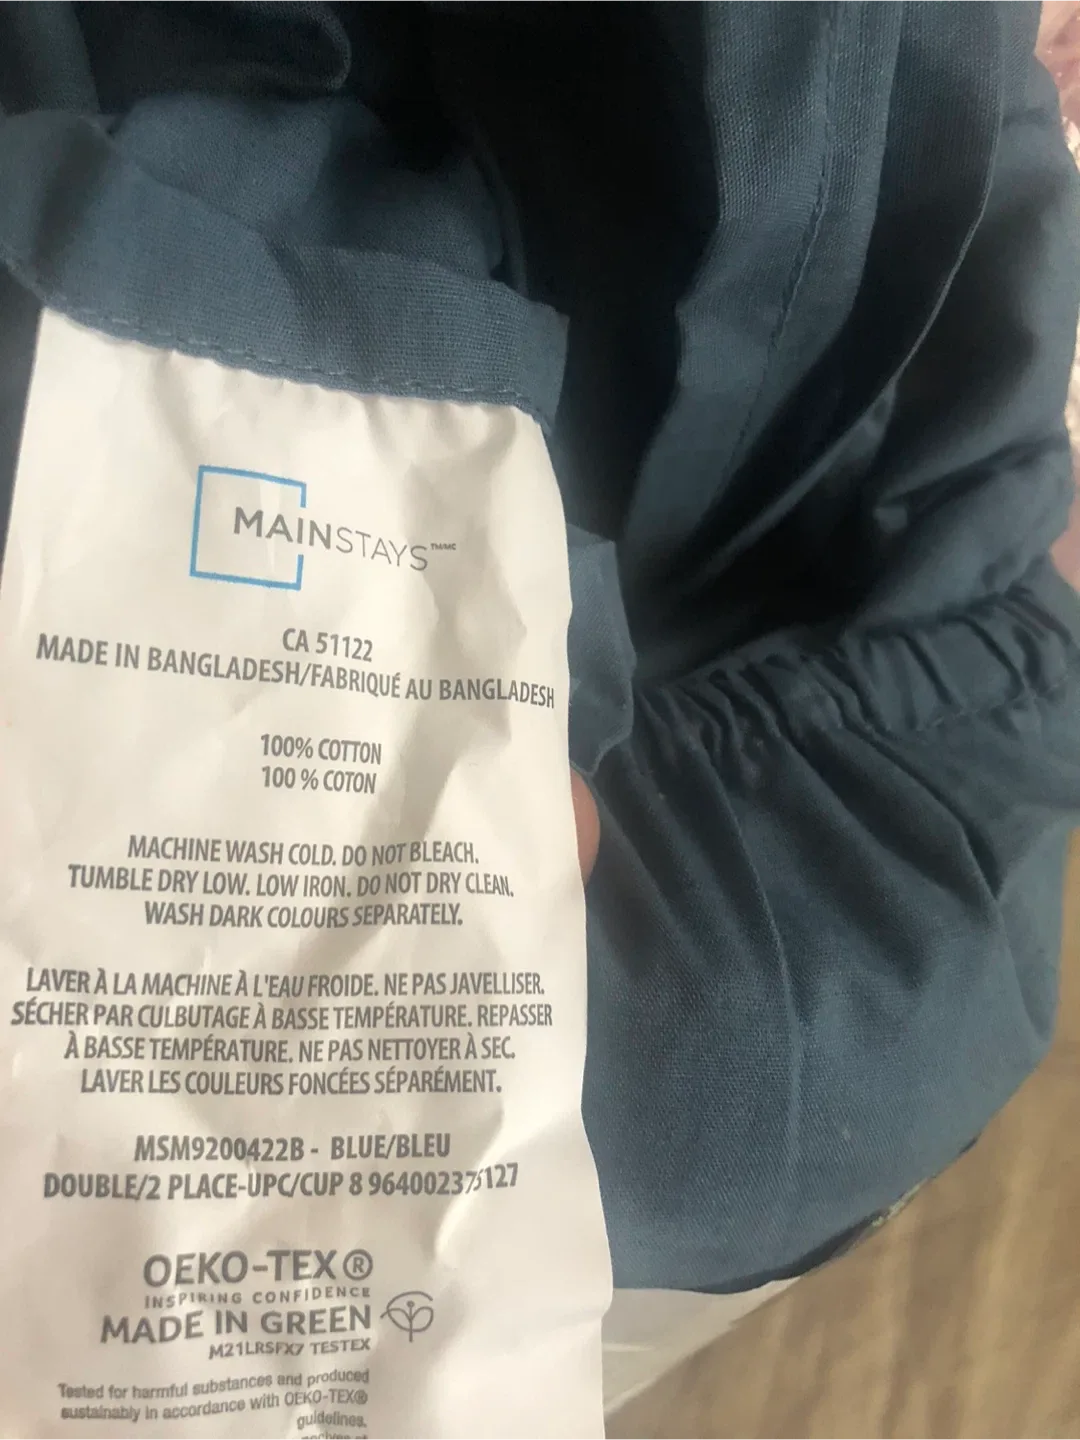 MAINSTAYS™/MC
CA 51122
MADE IN BANGLADESH/FABRIQUÉ AU BANGLADESH
100% COTTON
100 % COTON
MACHINE WASH COLD. DO NOT BLEACH.
TUMBLE DRY LOW. LOW IRON. DO NOT DRY CLEAN.
WASH DARK COLOURS SEPARATELY.
LAVER À LA MACHINE À L'EAU FROIDE. NE PAS JAVELLISER.
SÉCHER PAR CULBUTAGE À BASSE TEMPÉRATURE. REPASSER
À BASSE TEMPÉRATURE. NE PAS NETTOYER À SEC.
LAVER LES COULEURS FONCÉES SÉPARÉMENT.
MSM9200422B - BLUE/BLEU
DOUBLE/2 PLACE-UPC/CUP 8
OEKO-TEX®
INSPIRING CONFIDENCE
MADE IN GREEN
M21LRSFX7 TESTEX
Tested for harmful substances and produced
sustainably in accordance with OEKO-TEX®
guidelines.